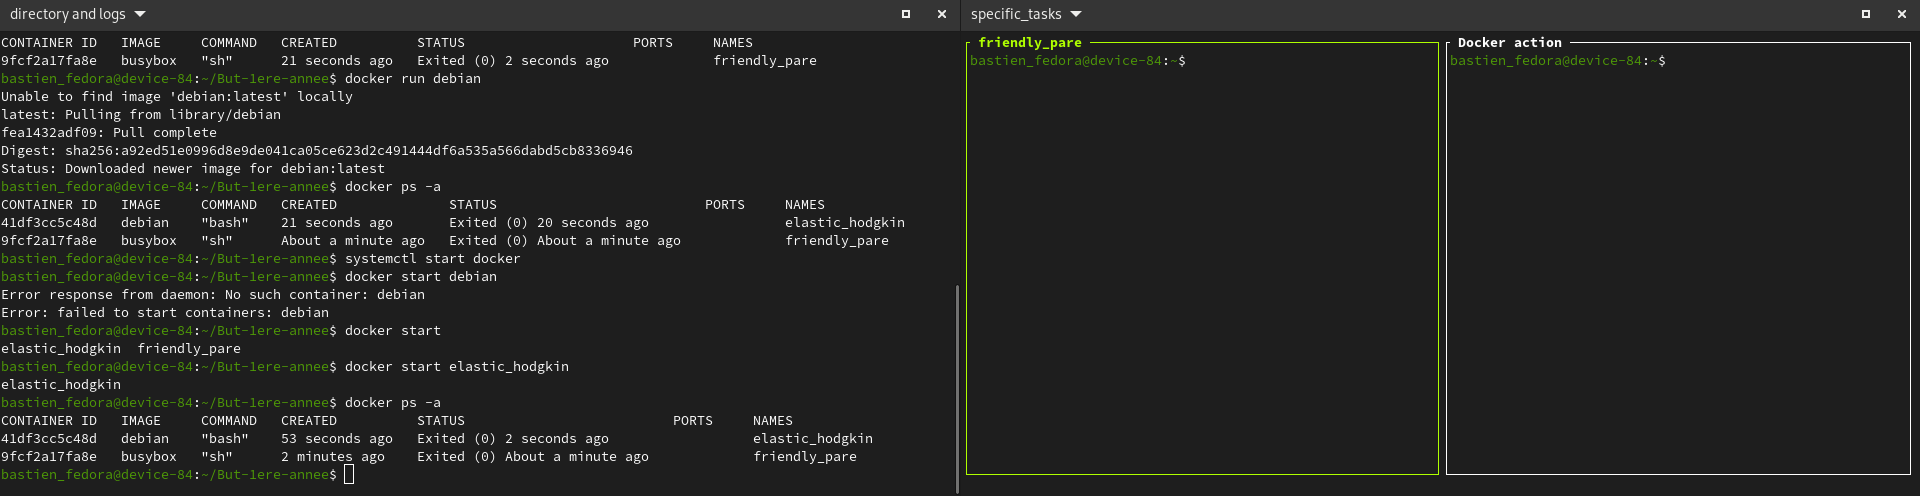 directory and logs
CONTAINER ID   IMAGE     COMMAND   CREATED          STATUS                     PORTS     NAMES
9fcf2a17fa8e   busybox   "sh"      21 seconds ago   Exited (0) 2 seconds ago             friendly_pare
bastien_fedora@device-84:~/But-1ere-annee$ docker run debian
Unable to find image 'debian:latest' locally
latest: Pulling from library/debian
fea1432adf09: Pull complete
Digest: sha256:a92ed51e0996d8e9de041ca05ce623d2c491444df6a535a566dabd5cb8336946
Status: Downloaded newer image for debian:latest
bastien_fedora@device-84:~/But-1ere-annee$ docker ps -a
CONTAINER ID   IMAGE     COMMAND   CREATED              STATUS                          PORTS     NAMES
41df3cc5c48d   debian    "bash"    21 seconds ago       Exited (0) 20 seconds ago                 elastic_hodgkin
9fcf2a17fa8e   busybox   "sh"      About a minute ago   Exited (0) About a minute ago             friendly_pare
bastien_fedora@device-84:~/But-1ere-annee$ systemctl start docker
bastien_fedora@device-84:~/But-1ere-annee$ docker start debian
Error response from daemon: No such container: debian
Error: failed to start containers: debian
bastien_fedora@device-84:~/But-1ere-annee$ docker start
elastic_hodgkin  friendly_pare
bastien_fedora@device-84:~/But-1ere-annee$ docker start elastic_hodgkin
elastic_hodgkin
bastien_fedora@device-84:~/But-1ere-annee$ docker ps -a
CONTAINER ID   IMAGE     COMMAND   CREATED          STATUS                          PORTS     NAMES
41df3cc5c48d   debian    "bash"    53 seconds ago   Exited (0) 2 seconds ago                  elastic_hodgkin
9fcf2a17fa8e   busybox   "sh"      2 minutes ago    Exited (0) About a minute ago             friendly_pare
bastien_fedora@device-84:~/But-1ere-annee$
specific_tasks
friendly_pare
bastien_fedora@device-84:~$
Docker action
bastien_fedora@device-84:~$